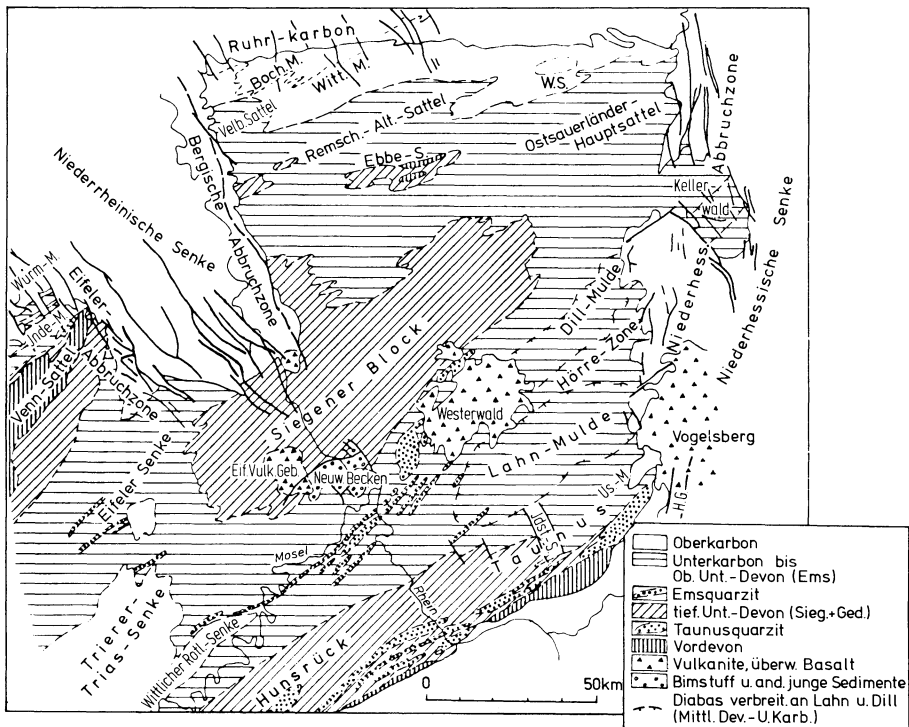 Ruhr-karbon
Boch.M.
Witt. M.
Velb.Sattel
W.S.
Remsch.-Alt.-Sattel
Ostsauerländer-
Hauptsattel
Ebbe-S.
Bergische
Abbruchzone
Niederrheinische Senke
Keller-
wald
Abbruchzone
Niederhess.
Niederhessische Senke
Wurm-M.
Inde-M.
Eifeler
Abbruchzone
Venn-Sattel
Siegener Block
Dill-Mulde
Hörre-Zone
Westerwald
Vogelsberg
Lahn-Mulde
Eif.Vulk.Geb.
Neuw.Becken
Eifeler Senke
Us.-M.
H.G.
Idst.-S.
Taunus
Mosel
Rhein
Trierer-
Trias-Senke
Wittlicher Rotl.-Senke
Hunsrück
0 50km
Oberkarbon
Unterkarbon bis
Ob. Unt.-Devon (Ems)
Emsquarzit
tief. Unt.-Devon (Sieg.+Ged.)
Taunusquarzit
Vordevon
Vulkanite, überw. Basalt
Bimstuff u. and. junge Sedimente
Diabas verbreit. an Lahn u. Dill
(Mittl. Dev.-U. Karb.)